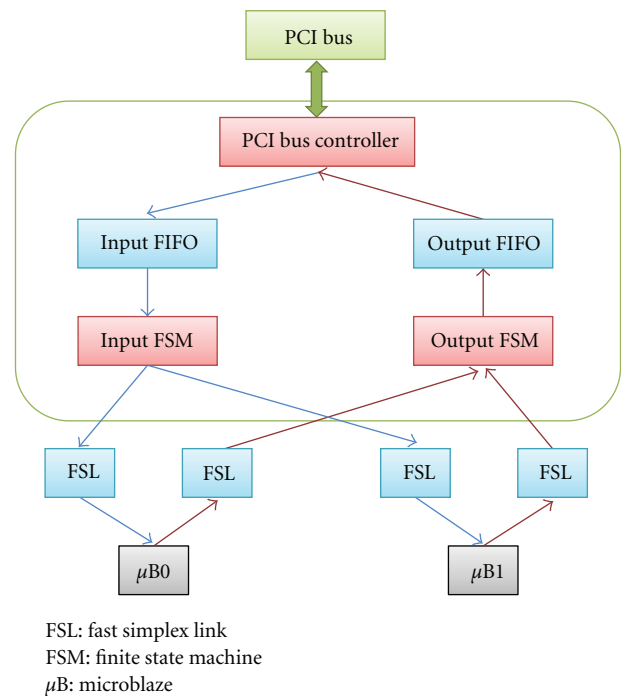 PCI bus
PCI bus controller
Input FIFO
Output FIFO
Input FSM
Output FSM
FSL
FSL
FSL
FSL
μB0
μB1
FSL: fast simplex link
FSM: finite state machine
μB: microblaze